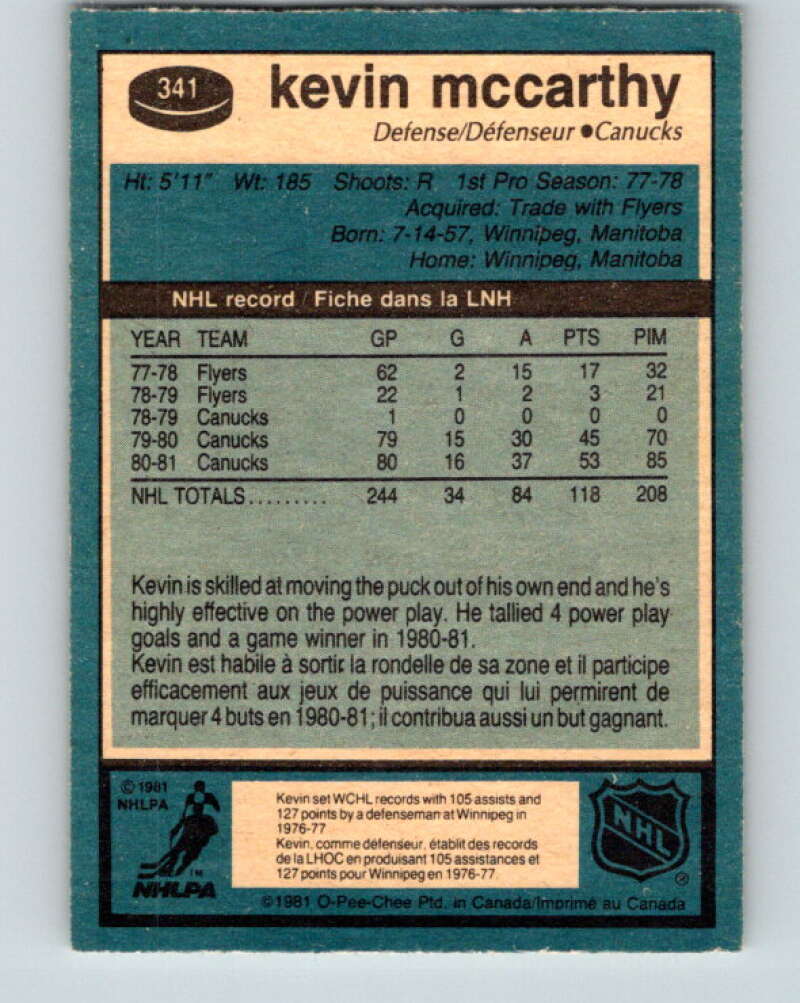 341
kevin mccarthy
Defense/Défenseur ●Canucks
Ht: 5'11" Wt: 185 Shoots: R 1st Pro Season: 77-78
Acquired: Trade with Flyers
Born: 7-14-57, Winnipeg, Manitoba
Home: Winnipeg, Manitoba
NHL record / Fiche dans la LNH
YEAR TEAM GP G A PTS PIM
77-78 Flyers 62 2 15 17 32
78-79 Flyers 22 1 2 3 21
78-79 Canucks 1 0 0 0 0
79-80 Canucks 79 15 30 45 70
80-81 Canucks 80 16 37 53 85
NHL TOTALS......... 244 34 84 118 208
Kevin is skilled at moving the puck out of his own end and he's
highly effective on the power play. He tallied 4 power play
goals and a game winner in 1980-81.
Kevin est habile à sortir la rondelle de sa zone et il participe
efficacement aux jeux de puissance qui lui permirent de
marquer 4 buts en 1980-81; il contribua aussi un but gagnant.
© 1981
NHLPA
TM
NHLPA
Kevin set WCHL records with 105 assists and
127 points by a defenseman at Winnipeg in
1976-77
Kevin, comme défenseur, établit des records
de la LHOC en produisant 105 assistances et
127 points pour Winnipeg en 1976-77.
NHL
®
©1981 O-Pee-Chee Ptd. in Canada/Imprimé au Canada